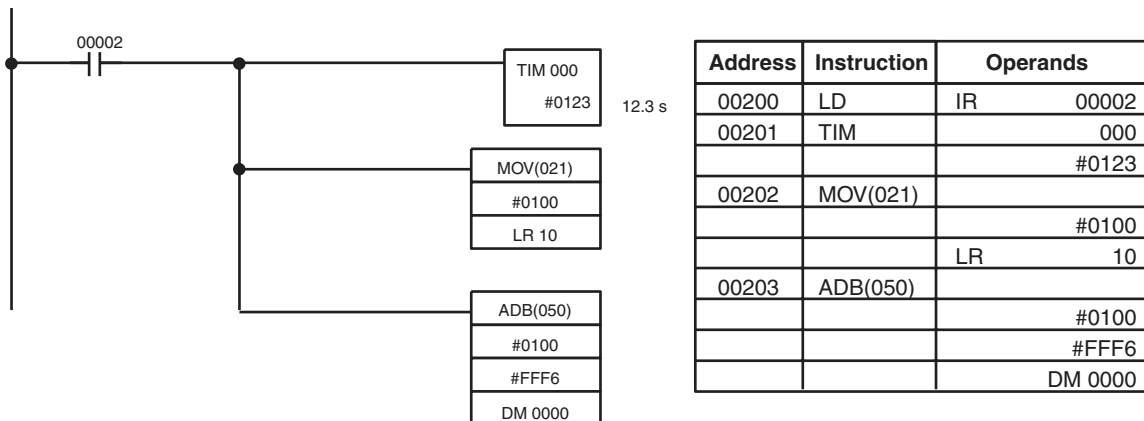 00002
TIM 000
#0123
12.3 s
MOV(021)
#0100
LR 10
ADB(050)
#0100
#FFF6
DM 0000
Address Instruction Operands
00200 LD IR 00002
00201 TIM 000
#0123
00202 MOV(021)
#0100
LR 10
00203 ADB(050)
#0100
#FFF6
DM 0000